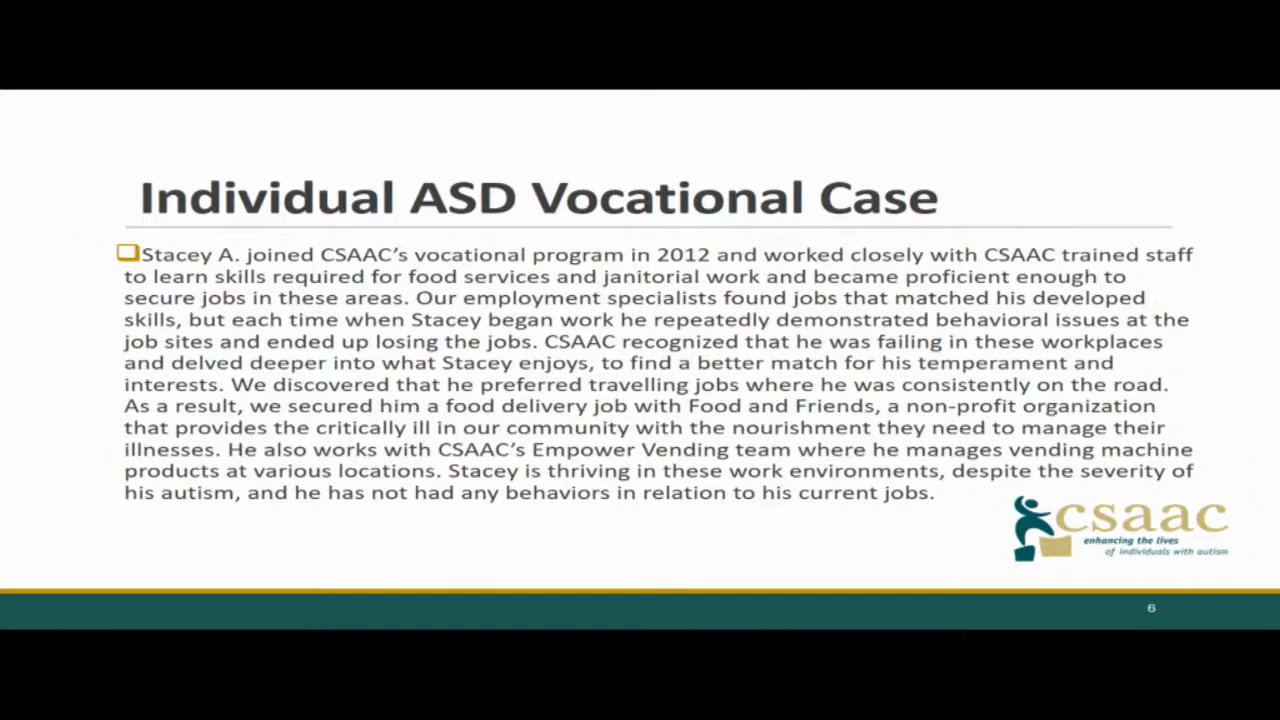 Individual ASD Vocational Case
Stacey A. joined CSAAC's vocational program in 2012 and worked closely with CSAAC trained staff
to learn skills required for food services and janitorial work and became proficient enough to
secure jobs in these areas. Our employment specialists found jobs that matched his developed
skills, but each time when Stacey began work he repeatedly demonstrated behavioral issues at the
job sites and ended up losing the jobs. CSAAC recognized that he was failing in these workplaces
and delved deeper into what Stacey enjoys, to find a better match for his temperament and
interests. We discovered that he preferred travelling jobs where he was consistently on the road.
As a result, we secured him a food delivery job with Food and Friends, a non-profit organization
that provides the critically ill in our community with the nourishment they need to manage their
illnesses. He also works with CSAAC's Empower Vending team where he manages vending machine
products at various locations. Stacey is thriving in these work environments, despite the severity of
his autism, and he has not had any behaviors in relation to his current jobs.
csaac
enhancing the lives
of individuals with autism
6